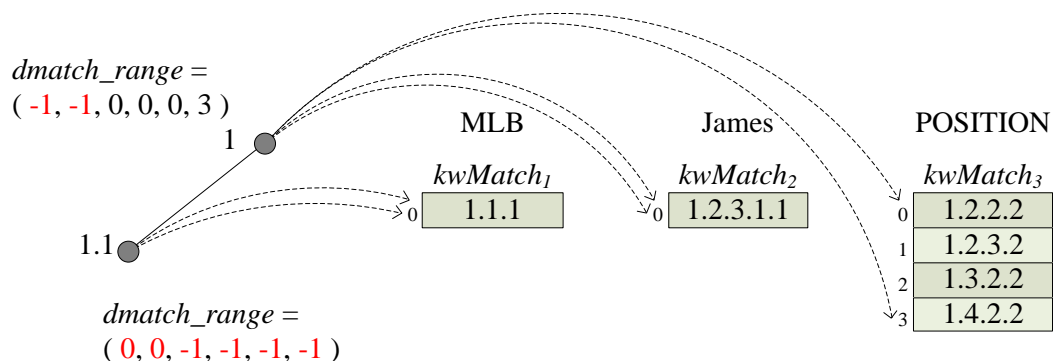 dmatch_range =
( -1, -1, 0, 0, 0, 3 )
1
MLB James POSITION
kwMatch1 kwMatch2 kwMatch3
0 1.1.1 0 1.2.3.1.1 0 1.2.2.2
1.1 1 1.2.3.2
2 1.3.2.2
3 1.4.2.2
dmatch_range =
( 0, 0, -1, -1, -1, -1 )